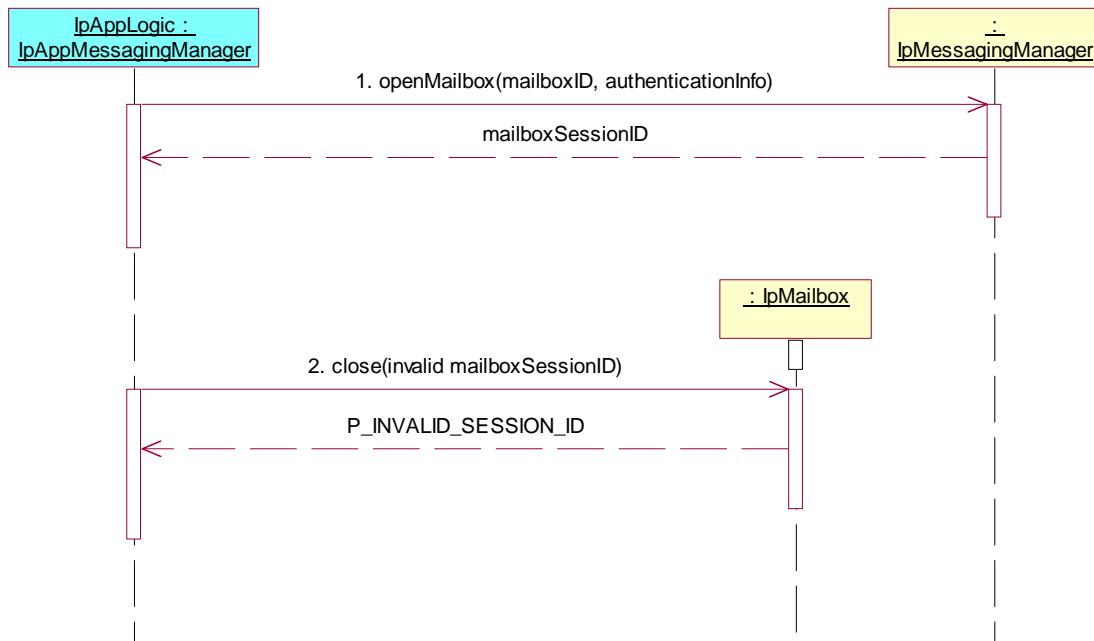 IpAppLogic :
IpAppMessagingManager
:
IpMessagingManager
1. openMailbox(mailboxID, authenticationInfo)
mailboxSessionID
: IpMailbox
2. close(invalid mailboxSessionID)
P_INVALID_SESSION_ID